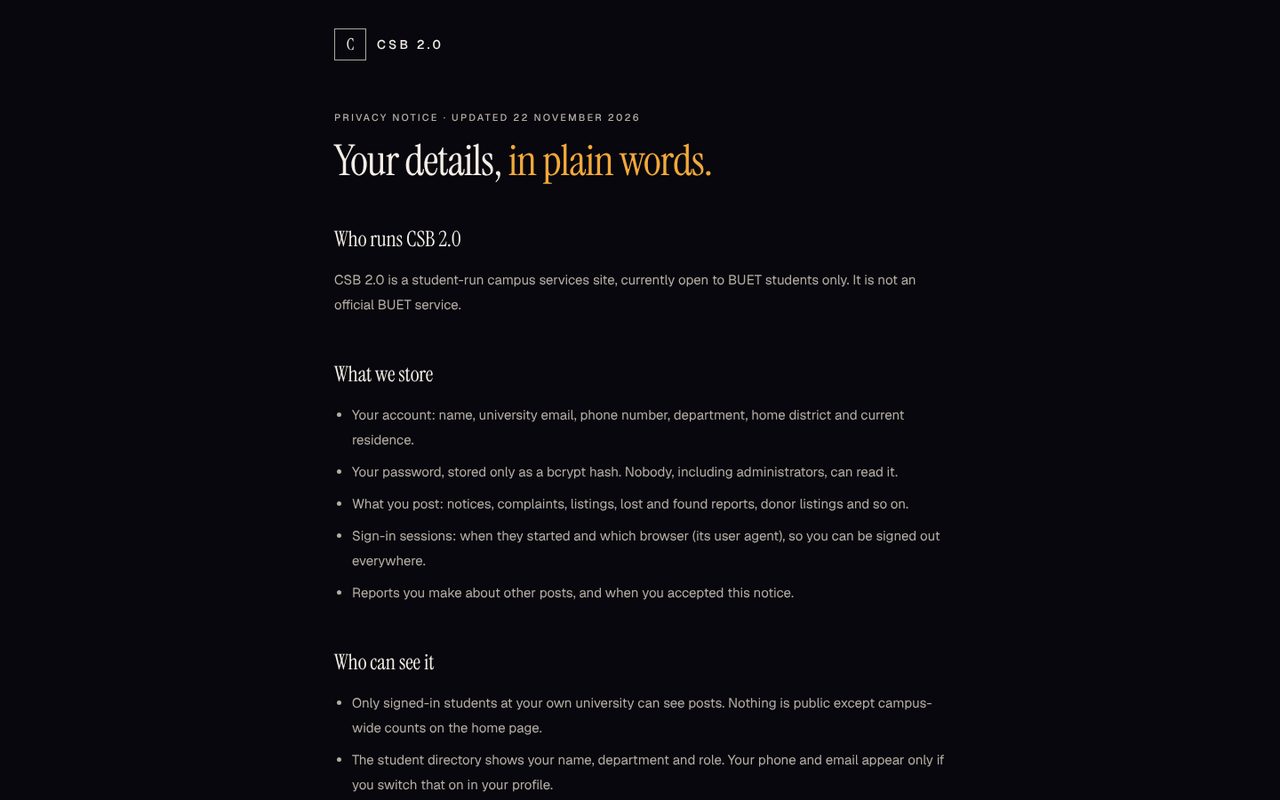 C CSB 2.0
PRIVACY NOTICE · UPDATED 22 NOVEMBER 2026
Your details, in plain words.
Who runs CSB 2.0
CSB 2.0 is a student-run campus services site, currently open to BUET students only. It is not an
official BUET service.
What we store
• Your account: name, university email, phone number, department, home district and current
residence.
• Your password, stored only as a bcrypt hash. Nobody, including administrators, can read it.
• What you post: notices, complaints, listings, lost and found reports, donor listings and so on.
• Sign-in sessions: when they started and which browser (its user agent), so you can be signed out
everywhere.
• Reports you make about other posts, and when you accepted this notice.
Who can see it
• Only signed-in students at your own university can see posts. Nothing is public except campus-
wide counts on the home page.
• The student directory shows your name, department and role. Your phone and email appear only if
you switch that on in your profile.